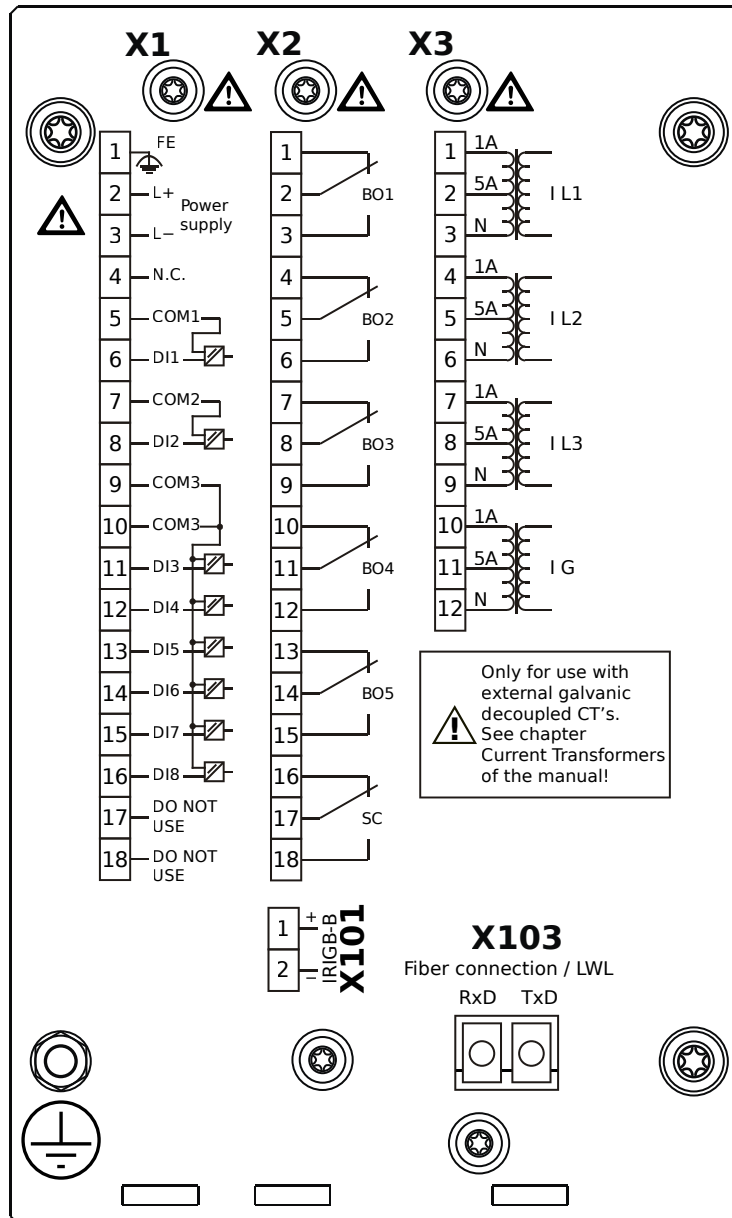 X1
1 FE
2 L+ Power
3 L− supply
4 N.C.
5 COM1
6 DI1
7 COM2
8 DI2
9 COM3
10 COM3
11 DI3
12 DI4
13 DI5
14 DI6
15 DI7
16 DI8
17 DO NOT
USE
18 DO NOT
USE
X2
1
2 BO1
3
4
5 BO2
6
7
8 BO3
9
10
11 BO4
12
13
14 BO5
15
16
17 SC
18
X3
1 1A
2 5A I L1
3 N
4 1A
5 5A I L2
6 N
7 1A
8 5A I L3
9 N
10 1A
11 5A I G
12 N
!
!
!
!
!
Only for use with
external galvanic
decoupled CT's.
See chapter
Current Transformers
of the manual!
1 +
2 −
IRIGB-B
X101
X103
Fiber connection / LWL
RxD TxD